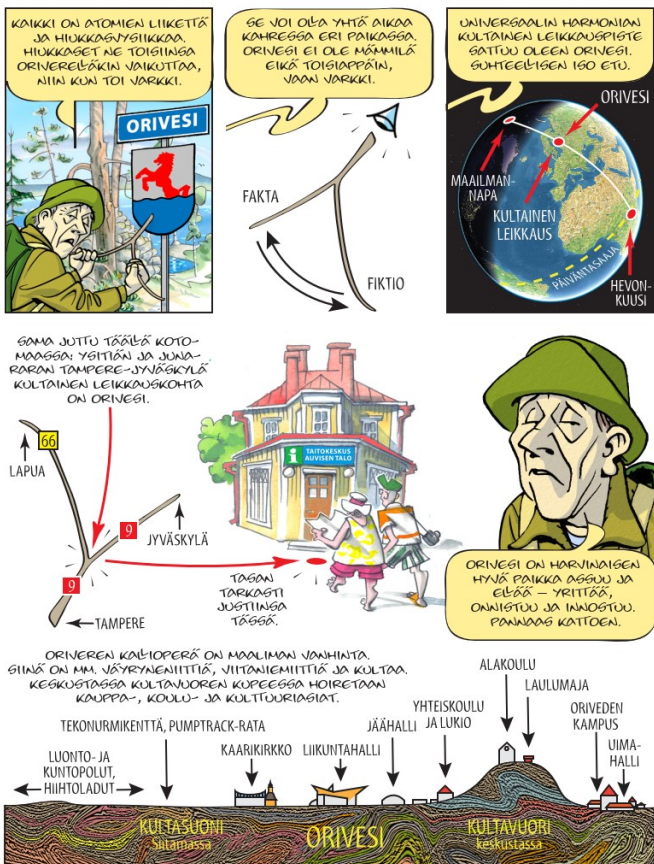 KAIKKI ON ATOMIEN LIIKETTÄ
JA HIUKKASVYSIIKKAA.
HIUKKASET NE TOISIINSA
ORIVERELLÄKIN VAIKUTTAA,
NIIN KUN TOI VARKKI.
ORIVESI
SE VOI OLLA YHTÄ AIKAA
KAHRESSA ERI PAIKASSA.
ORIVESI EI OLE MÄMMILÄ
EIKÄ TOISIAPPÄIN,
VAAN VARKKI.
FAKTA
FIKTIO
UNIVERSAALIN HARMONIAN
KULTAINEN LEIKKAUSPISTE
SATTUU OLEEN ORIVESI.
SUHTEELLISEN ISO ETU.
ORIVESI
MAAILMAN-
NAPA
KULTAINEN
LEIKKAUS
PÄIVÄNTASAAJA
HEVON-
KUUSI
SAMA JUTTU TÄÄLLÄ KOTO-
MAASSA: YSITIÄN JA JUNA-
RARAN TAMPERE-JYVÄSKYLÄ
KULTAINEN LEIKKAUSKOHTA
ON ORIVESI.
66
LAPUA
9
JYVÄSKYLÄ
9
TAMPERE
i TAITOKESKUS
AUVISEN TALO
TASAN
TARKASTI
JUSTIINSA
TÄSSÄ.
ORIVESI ON HARVINAISEN
HYVÄ PAIKKA ASSUU JA
ELÄÄ – YRITTÄÄ,
ONNISTUU JA INNOSTUU.
PANNAAS KATTOEN.
ORIVEREN KALLIOPERÄ ON MAAILMAN VANHINTA.
SIINÄ ON MM. VÄYRYNENIITTIÄ, VIITANIEMIITTIÄ JA KULTAA.
KESKUSTASSA KULTAVUOREN KUPEESSA HOIRETAAN
KAUPPA-, KOULU- JA KULTTUURIASIAT.
LUONTO- JA
KUNTOPOLUT,
HIIHTOLADUT
TEKONURMIKENTTÄ, PUMPTRACK-RATA
KAARIKIRKKO
LIIKUNTAHALLI
JÄÄHALLI
YHTEISKOULU
JA LUKIO
ALAKOULU
LAULUMAJA
ORIVEDEN
KAMPUS
UIMA-
HALLI
KULTASUONI
Siitamassa
ORIVESI
KULTAVUORI
keskustassa